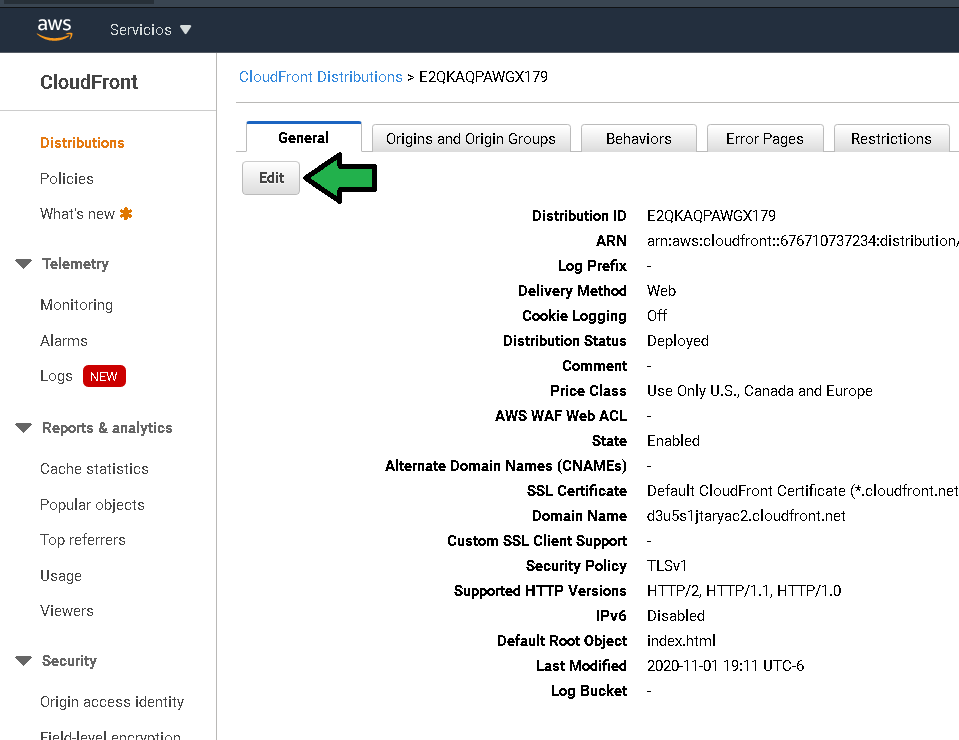 aws
Servicios
CloudFront
Distributions
Policies
What's new
Telemetry
Monitoring
Alarms
Logs NEW
Reports & analytics
Cache statistics
Popular objects
Top referrers
Usage
Viewers
Security
Origin access identity
Field-level encryption
CloudFront Distributions > E2QKAQPAWGX179
General Origins and Origin Groups Behaviors Error Pages Restrictions
Edit
Distribution ID E2QKAQPAWGX179
ARN arn:aws:cloudfront::676710737234:distribution/
Log Prefix -
Delivery Method Web
Cookie Logging Off
Distribution Status Deployed
Comment -
Price Class Use Only U.S., Canada and Europe
AWS WAF Web ACL -
State Enabled
Alternate Domain Names (CNAMEs) -
SSL Certificate Default CloudFront Certificate (*.cloudfront.net
Domain Name d3u5s1jtaryac2.cloudfront.net
Custom SSL Client Support -
Security Policy TLSv1
Supported HTTP Versions HTTP/2, HTTP/1.1, HTTP/1.0
IPv6 Disabled
Default Root Object index.html
Last Modified 2020-11-01 19:11 UTC-6
Log Bucket -